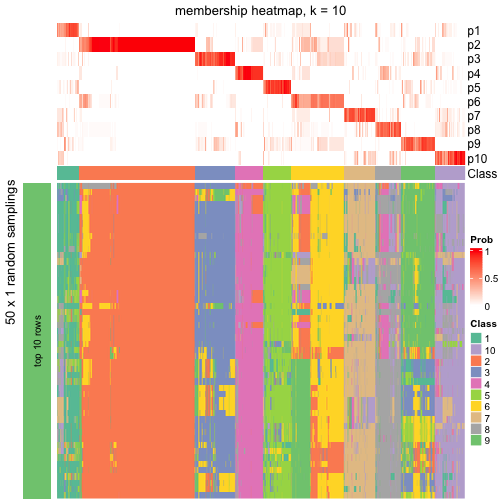 membership heatmap, k = 10
p1
p2
p3
p4
p5
p6
p7
p8
p9
p10
Class
50 x 1 random samplings
top 10 rows
Prob
1
0.5
0
Class
1
10
2
3
4
5
6
7
8
9